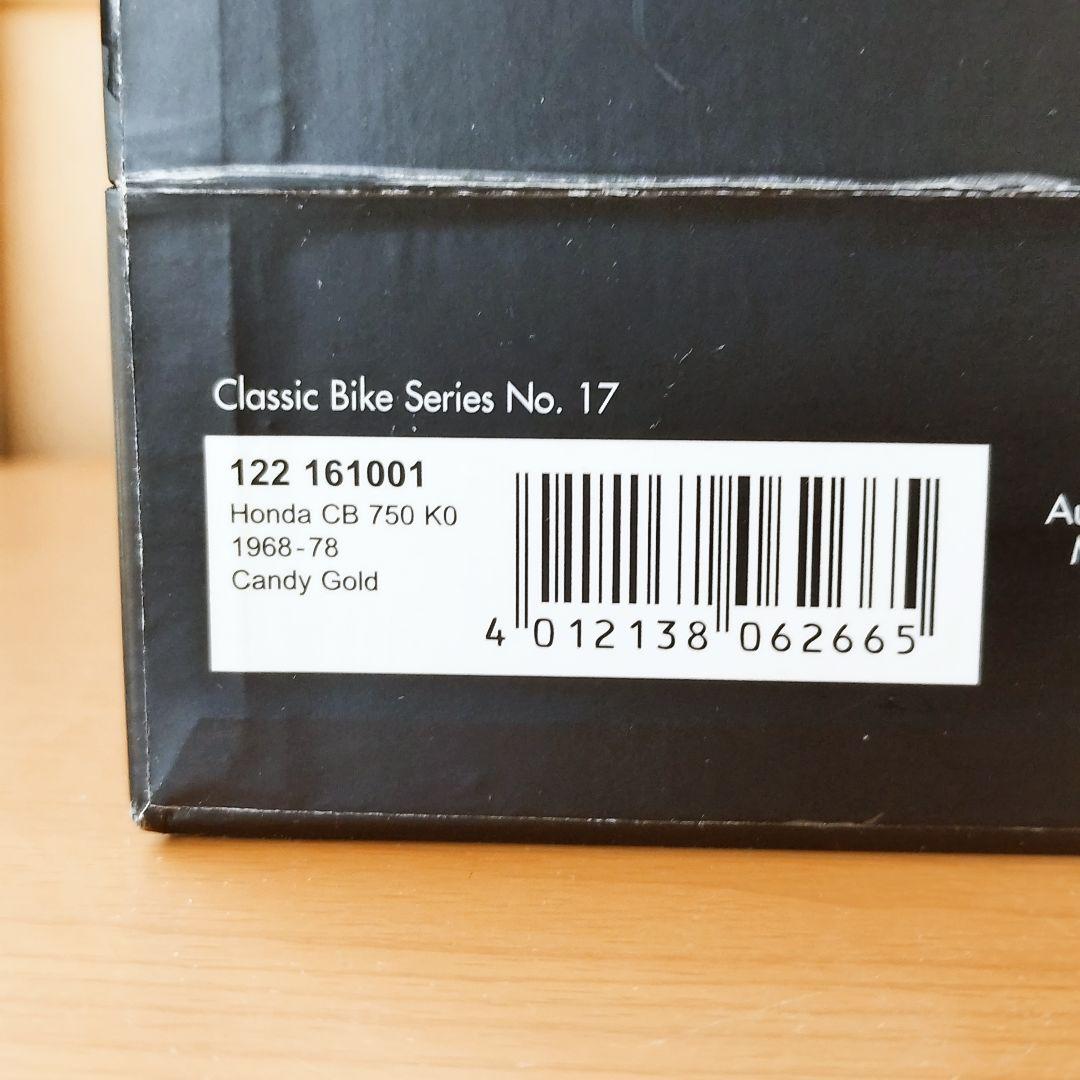 Classic Bike Series No. 17
122 161001
Honda CB 750 K0
1968-78
Candy Gold
4 012138 062665